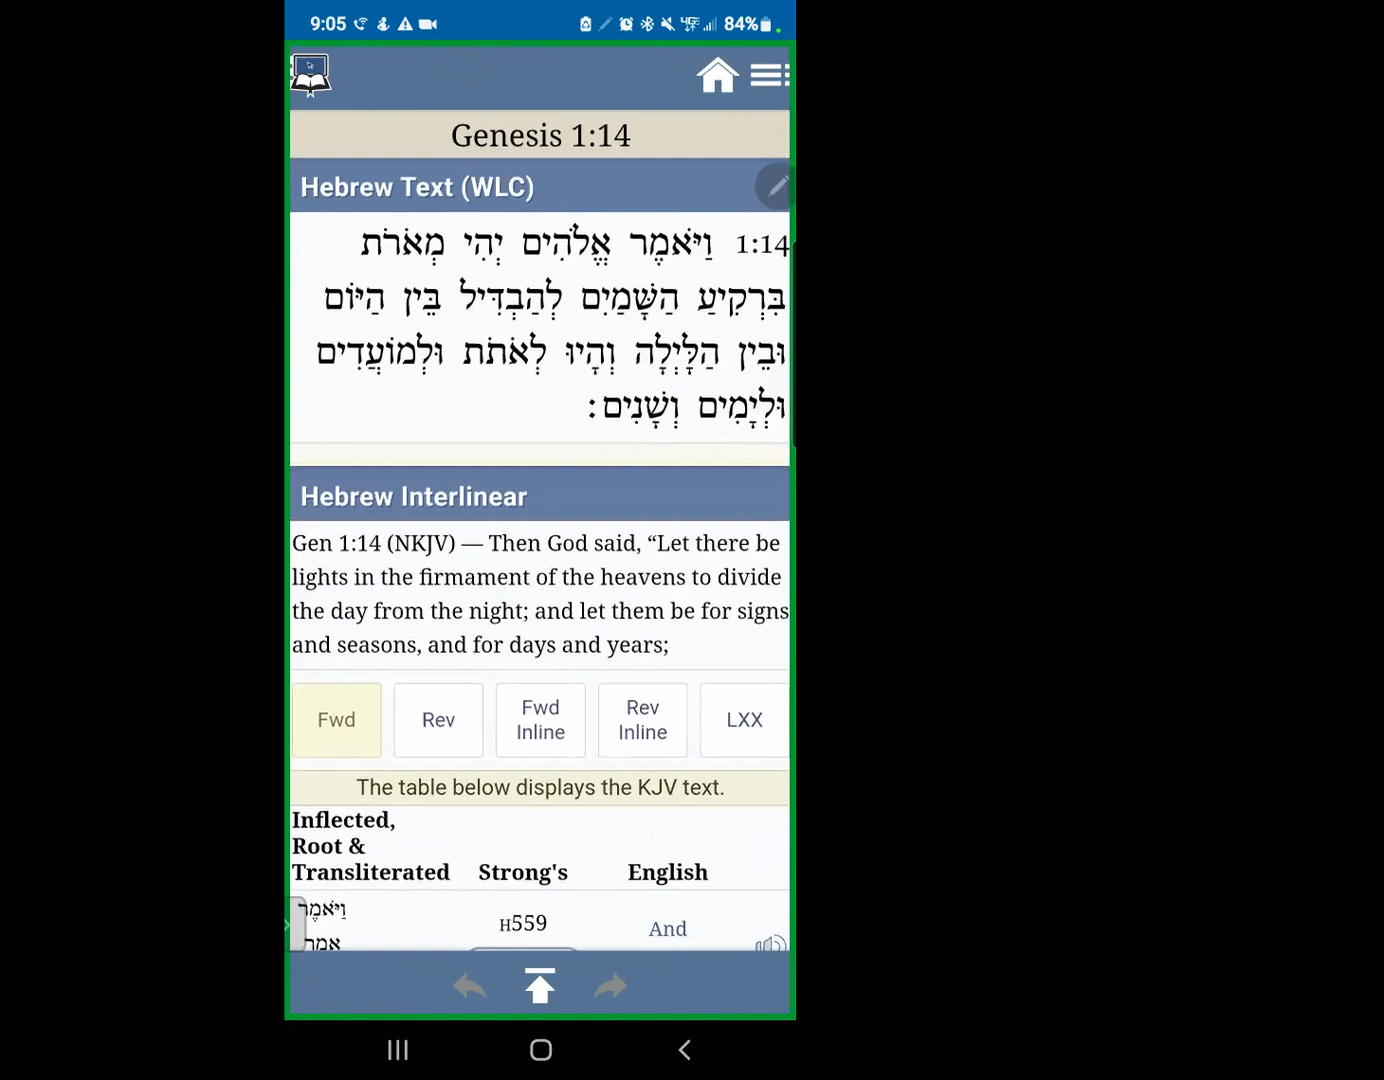 9:05 84%
Genesis 1:14
Hebrew Text (WLC)
1:14 וַיֹּאמֶר אֱלֹהִים יְהִי מְאֹרֹת
בִּרְקִיעַ הַשָּׁמַיִם לְהַבְדִּיל בֵּין הַיּוֹם
וּבֵין הַלָּיְלָה וְהָיוּ לְאֹתֹת וּלְמוֹעֲדִים
וּלְיָמִים וְשָׁנִים׃
Hebrew Interlinear
Gen 1:14 (NKJV) — Then God said, “Let there be
lights in the firmament of the heavens to divide
the day from the night; and let them be for signs
and seasons, and for days and years;
Fwd Rev Fwd Inline Rev Inline LXX
The table below displays the KJV text.
Inflected,
Root &
Transliterated Strong's English
וַיֹּאמֶר
H559 And
אמר